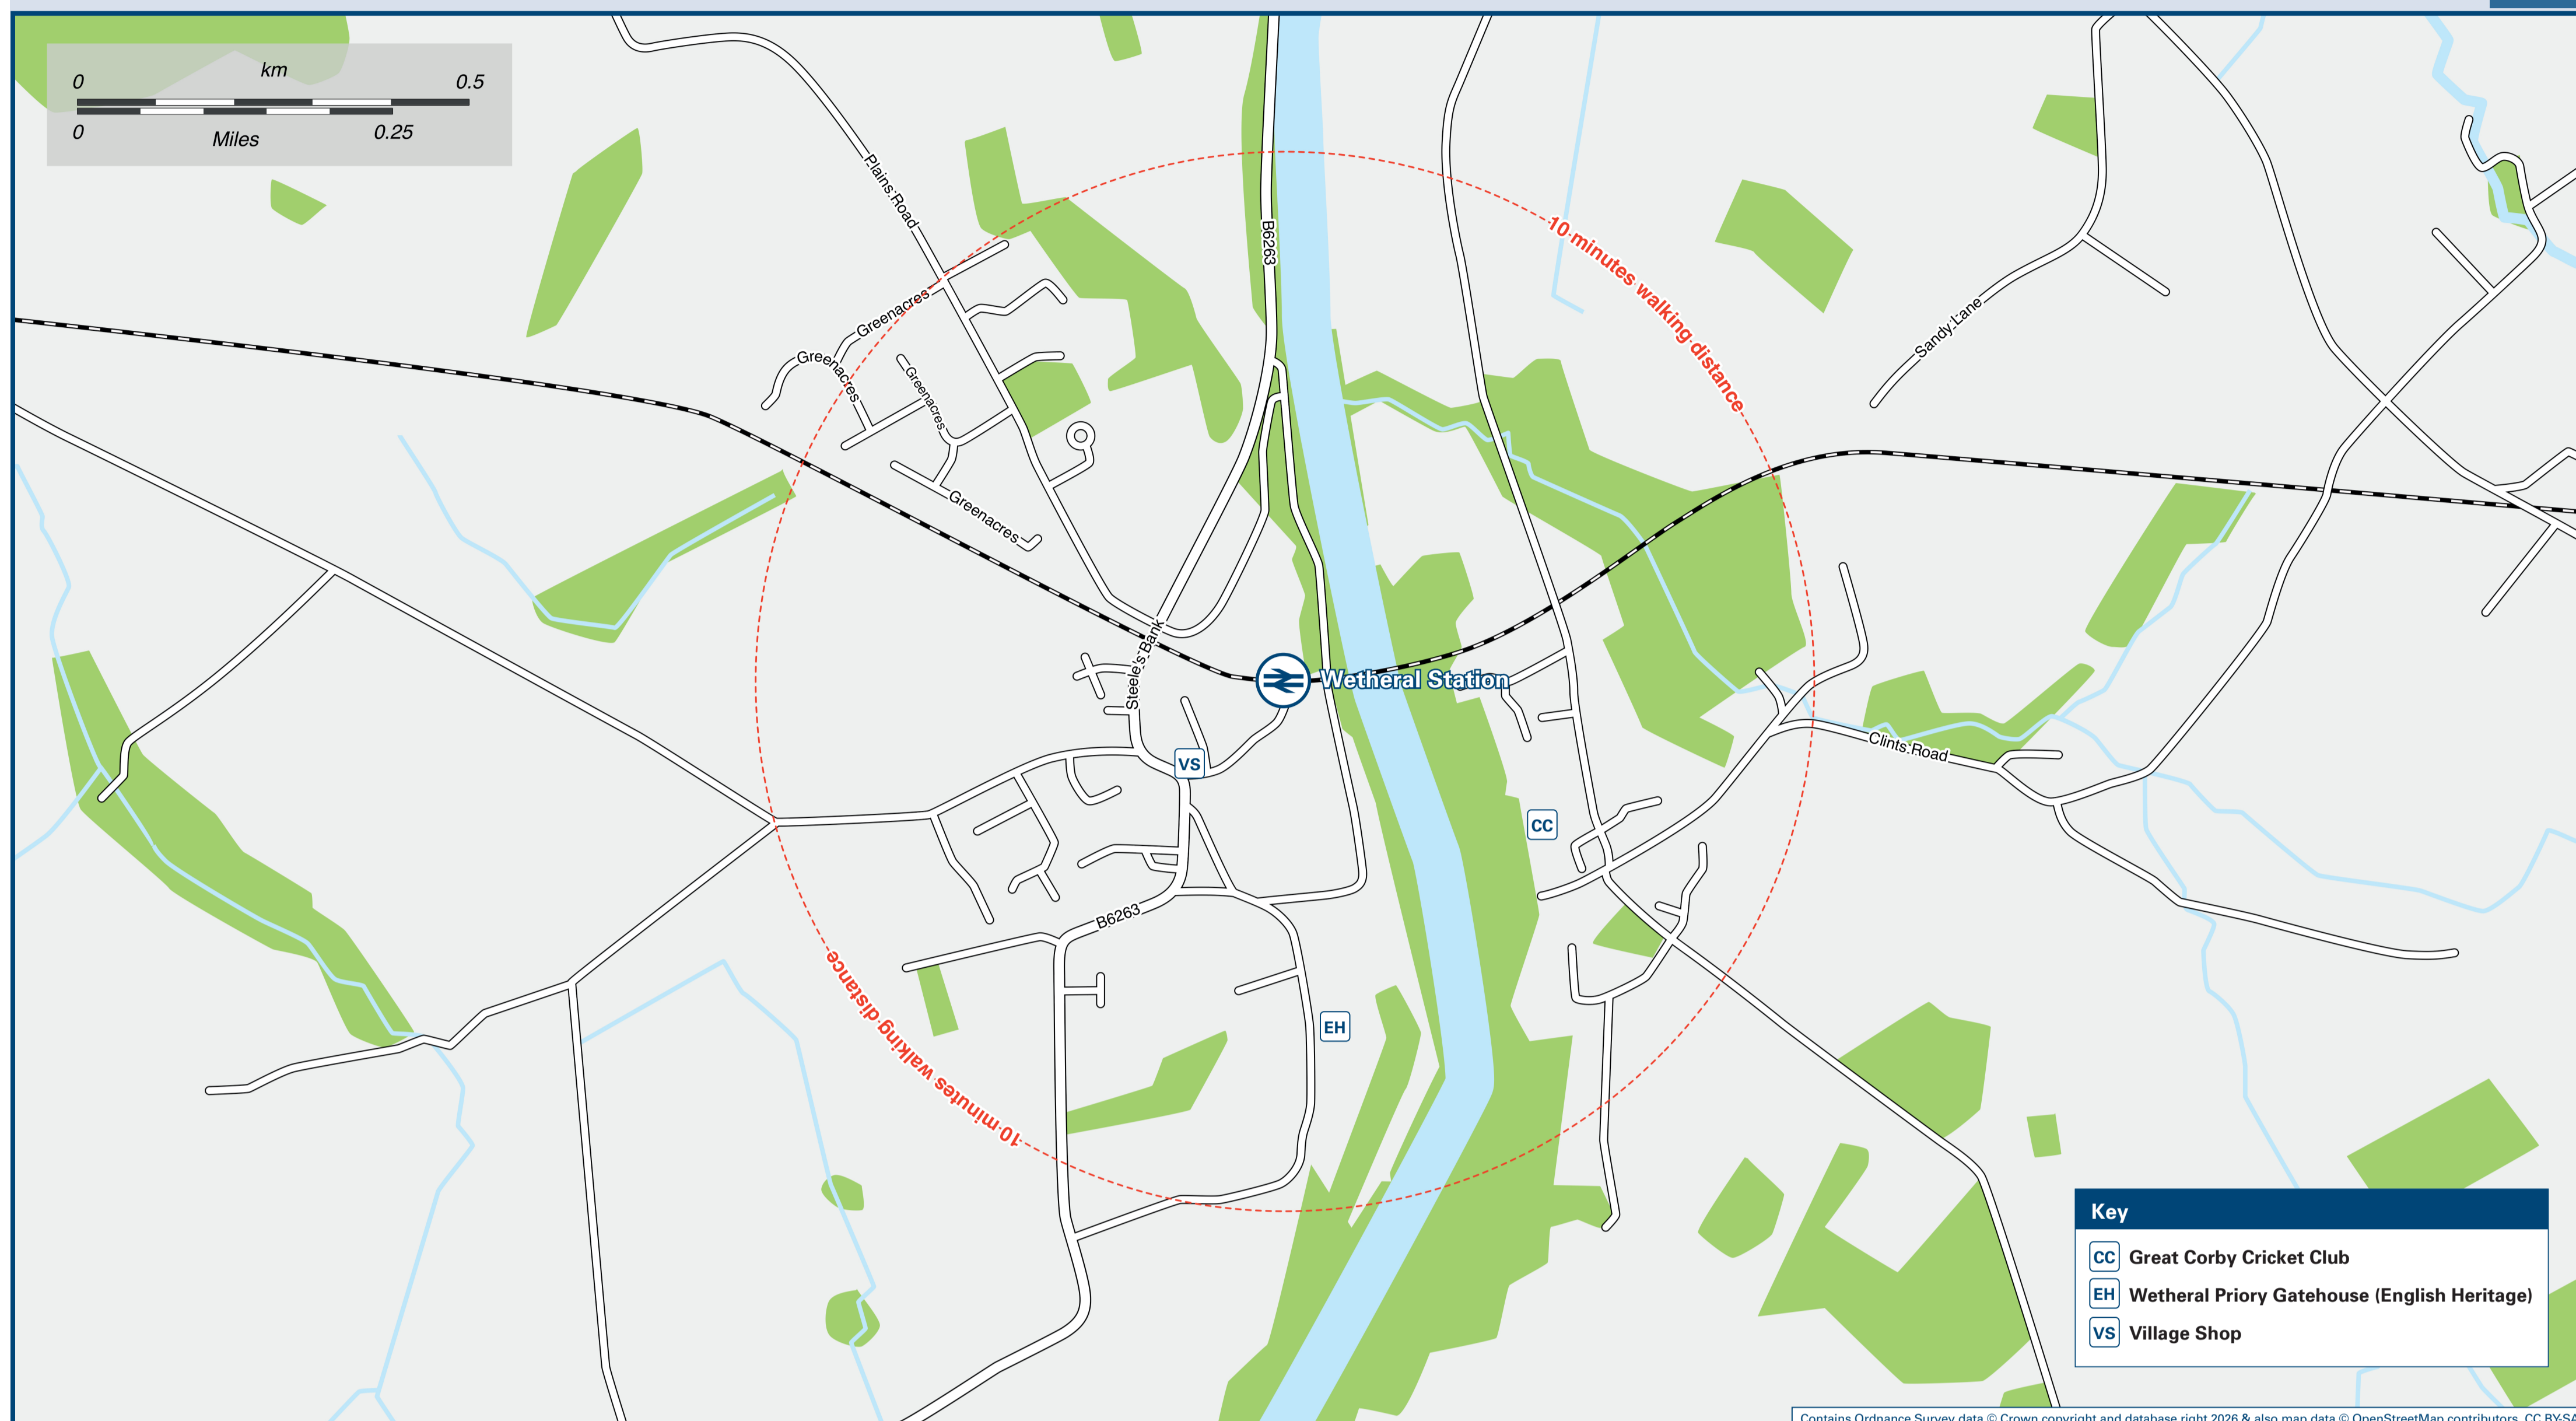 km
0 0.5
0 0.25
Miles
Plains Road
B6263
10 minutes walking distance
Greenacres
Greenacres
Greenacres
Greenacres
Sandy Lane
Steele's Bank
Wetheral Station
VS
Clints Road
CC
B6263
10 minutes walking distance
EH
Key
CC Great Corby Cricket Club
EH Wetheral Priory Gatehouse (English Heritage)
VS Village Shop
Contains Ordnance Survey data © Crown copyright and database right 2026 & also map data © OpenStreetMap contributors, CC BY-SA